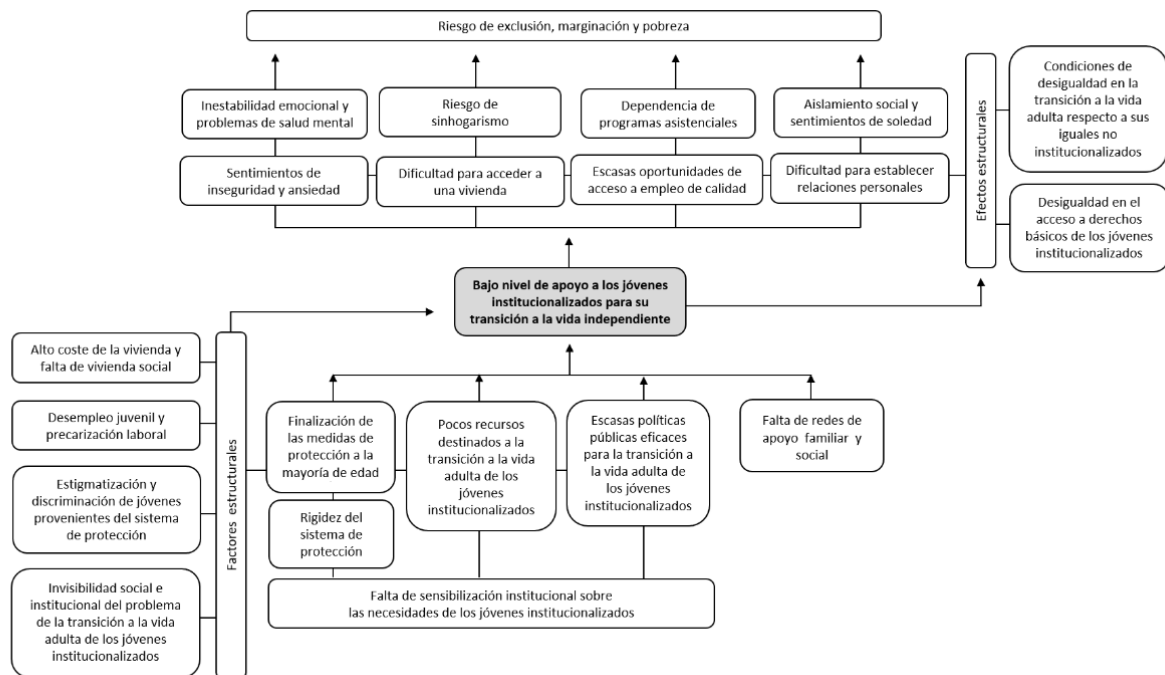 Riesgo de exclusión, marginación y pobreza
Inestabilidad emocional y
problemas de salud mental
Riesgo de
sinhogarismo
Dependencia de
programas asistenciales
Aislamiento social y
sentimientos de soledad
Sentimientos de
inseguridad y ansiedad
Dificultad para acceder a
una vivienda
Escasas oportunidades de
acceso a empleo de calidad
Dificultad para establecer
relaciones personales
Efectos estructurales
Condiciones de
desigualdad en la
transición a la vida
adulta respecto a sus
iguales no
institucionalizados
Desigualdad en el
acceso a derechos
básicos de los jóvenes
institucionalizados
Bajo nivel de apoyo a los jóvenes
institucionalizados para su
transición a la vida independiente
Alto coste de la vivienda y
falta de vivienda social
Desempleo juvenil y
precarización laboral
Estigmatización y
discriminación de jóvenes
provenientes del sistema
de protección
Invisibilidad social e
institucional del problema
de la transición a la vida
adulta de los jóvenes
institucionalizados
Factores estructurales
Finalización de
las medidas de
protección a la
mayoría de edad
Rigidez del
sistema de
protección
Pocos recursos
destinados a la
transición a la vida
adulta de los
jóvenes
institucionalizados
Escasas políticas
públicas eficaces
para la transición a
la vida adulta de
los jóvenes
institucionalizados
Falta de redes de
apoyo familiar y
social
Falta de sensibilización institucional sobre
las necesidades de los jóvenes institucionalizados